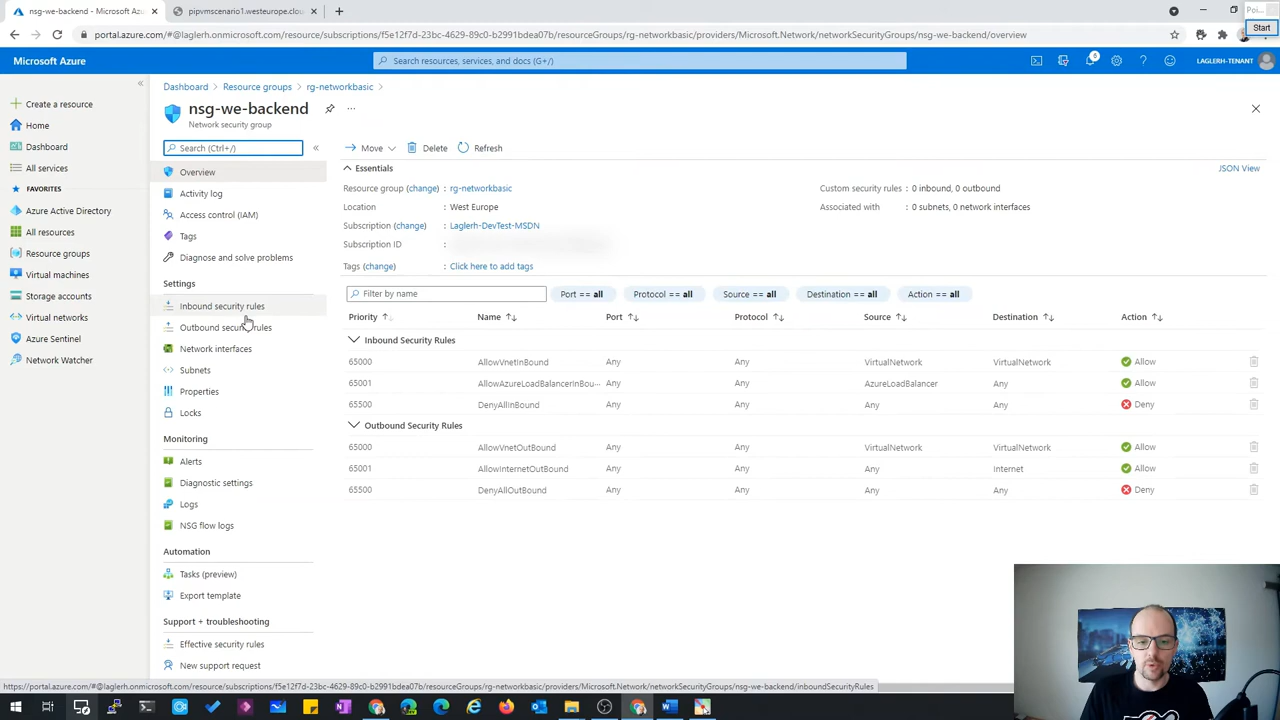 nsg-we-backend - Microsoft Az
pipvmscenario1.westeurope.clou
Start
portal.azure.com/#@laglerh.onmicrosoft.com/resource/subscriptions/f5e12f7d-23bc-4629-89c0-b2991bdea07b/resourceGroups/rg-networkbasic/providers/Microsoft.Network/networkSecurityGroups/nsg-we-backend/overview
Microsoft Azure
Search resources, services, and docs (G+/)
6
LAGLERH-TENANT
Create a resource
Home
Dashboard
All services
FAVORITES
Azure Active Directory
All resources
Resource groups
Virtual machines
Storage accounts
Virtual networks
Azure Sentinel
Network Watcher
Dashboard > Resource groups > rg-networkbasic >
nsg-we-backend
Network security group
Search (Ctrl+/)
Overview
Activity log
Access control (IAM)
Tags
Diagnose and solve problems
Settings
Inbound security rules
Outbound security rules
Network interfaces
Subnets
Properties
Locks
Monitoring
Alerts
Diagnostic settings
Logs
NSG flow logs
Automation
Tasks (preview)
Export template
Support + troubleshooting
Effective security rules
New support request
Move
Delete
Refresh
Essentials
JSON View
Resource group (change) : rg-networkbasic
Location : West Europe
Subscription (change) : Laglerh-DevTest-MSDN
Subscription ID :
Tags (change) : Click here to add tags
Custom security rules : 0 inbound, 0 outbound
Associated with : 0 subnets, 0 network interfaces
Filter by name
Port == all
Protocol == all
Source == all
Destination == all
Action == all
Priority Name Port Protocol Source Destination Action
Inbound Security Rules
65000 AllowVnetInBound Any Any VirtualNetwork VirtualNetwork Allow
65001 AllowAzureLoadBalancerInBou... Any Any AzureLoadBalancer Any Allow
65500 DenyAllInBound Any Any Any Any Deny
Outbound Security Rules
65000 AllowVnetOutBound Any Any VirtualNetwork VirtualNetwork Allow
65001 AllowInternetOutBound Any Any Any Internet Allow
65500 DenyAllOutBound Any Any Any Any Deny
https://portal.azure.com/#@laglerh.onmicrosoft.com/resource/subscriptions/f5e12f7d-23bc-4629-89c0-b2991bdea07b/resourceGroups/rg-networkbasic/providers/Microsoft.Network/networkSecurityGroups/nsg-we-backend/inboundSecurityRules